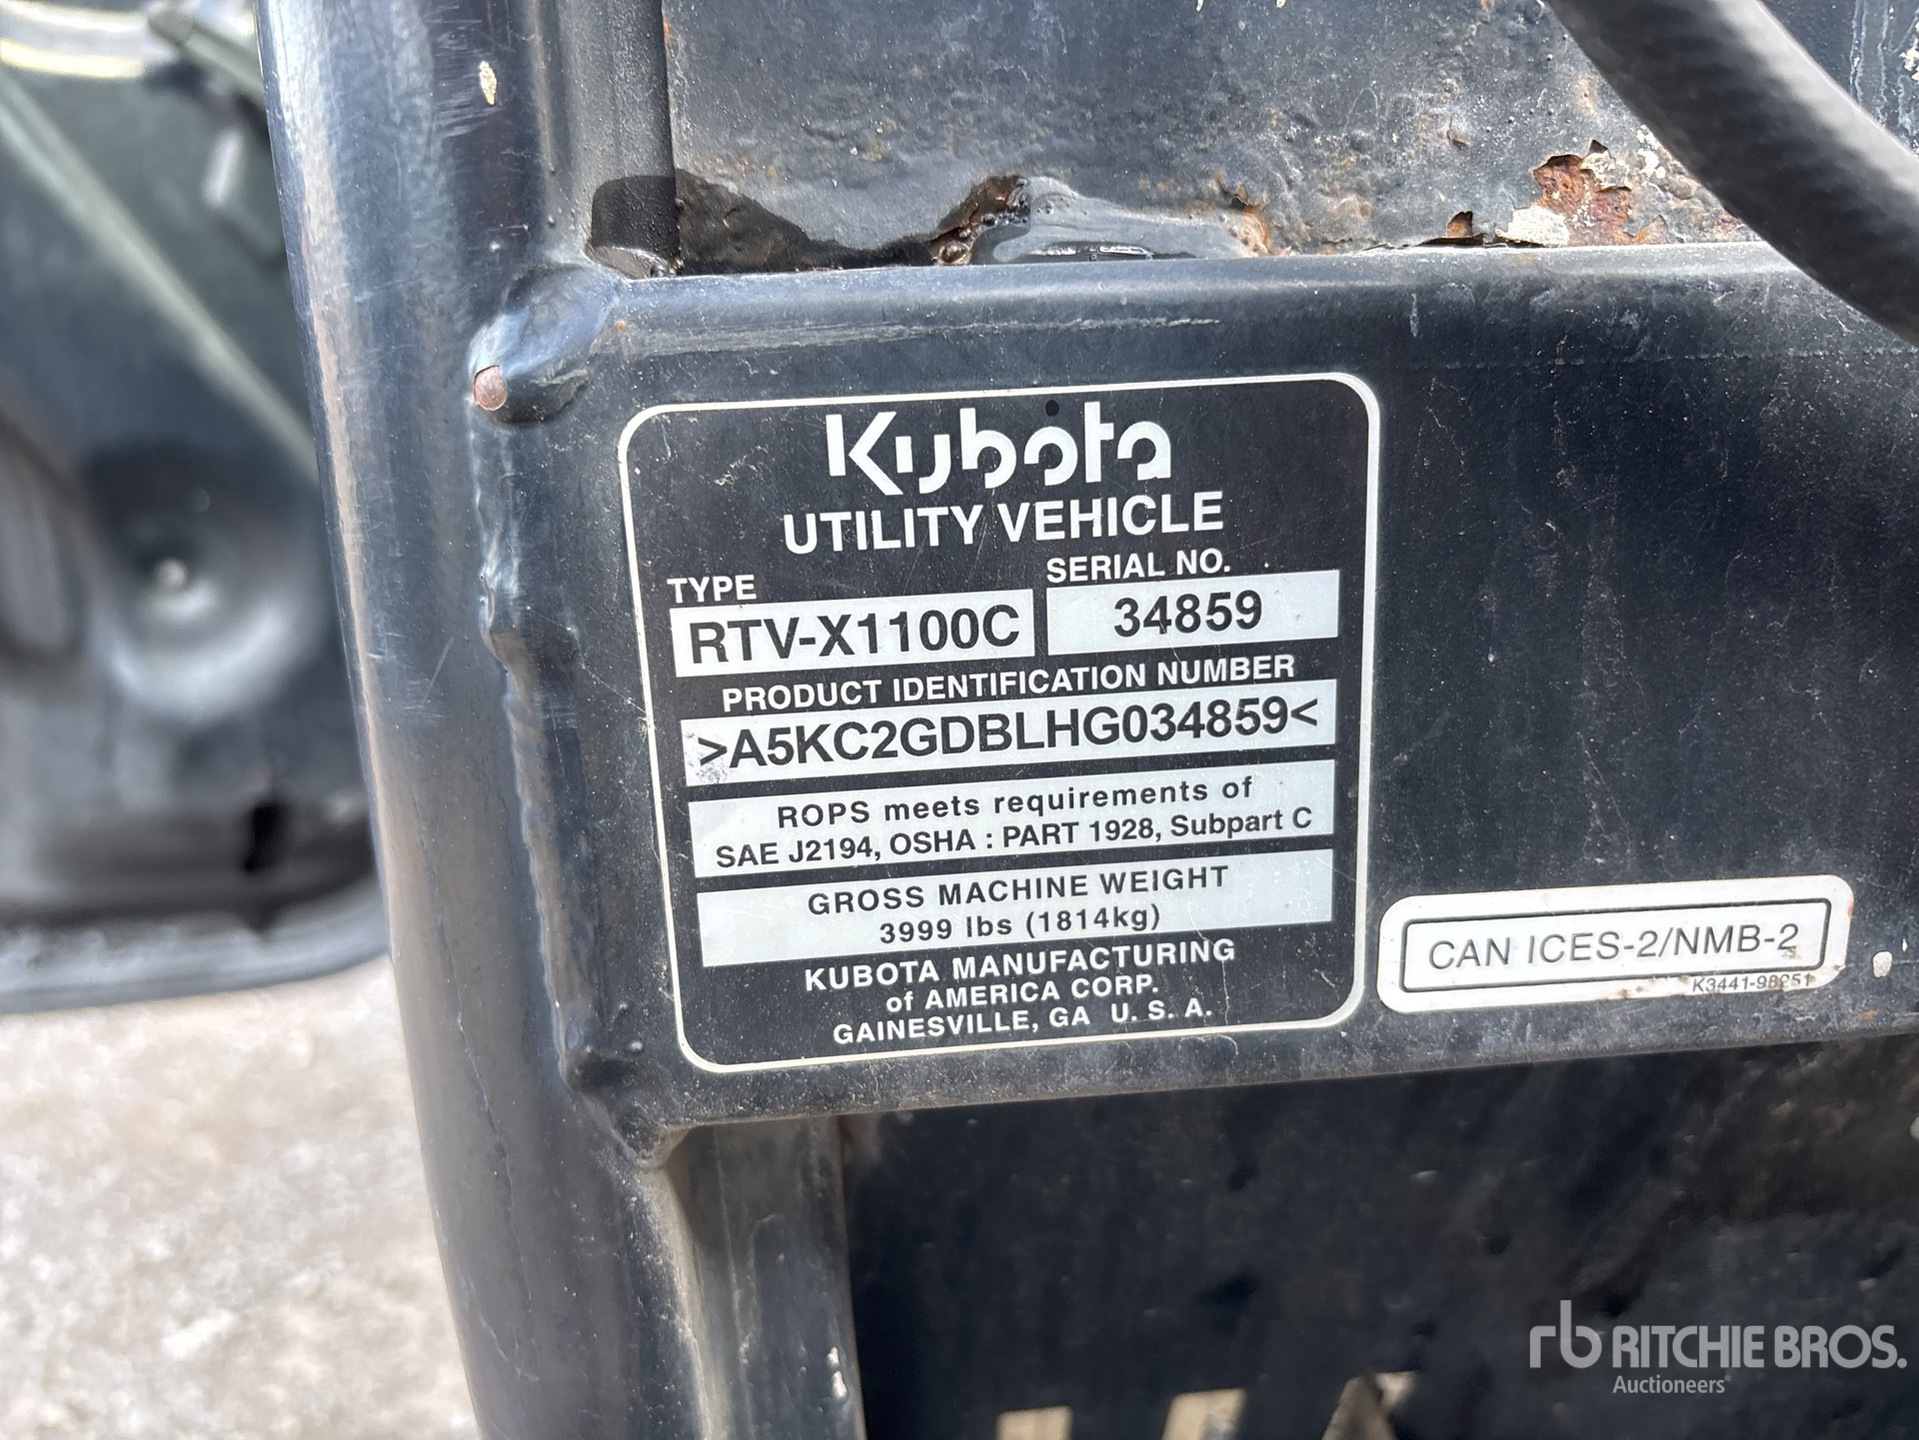 Kubota
UTILITY VEHICLE
TYPE
SERIAL NO.
RTV-X1100C
34859
PRODUCT IDENTIFICATION NUMBER
>A5KC2GDBLHG034859<
ROPS meets requirements of
SAE J2194, OSHA : PART 1928, Subpart C
GROSS MACHINE WEIGHT
3999 lbs (1814kg)
KUBOTA MANUFACTURING
of AMERICA CORP.
GAINESVILLE, GA U. S. A.
CAN ICES-2/NMB-2
rb RITCHIE BROS.
Auctioneers